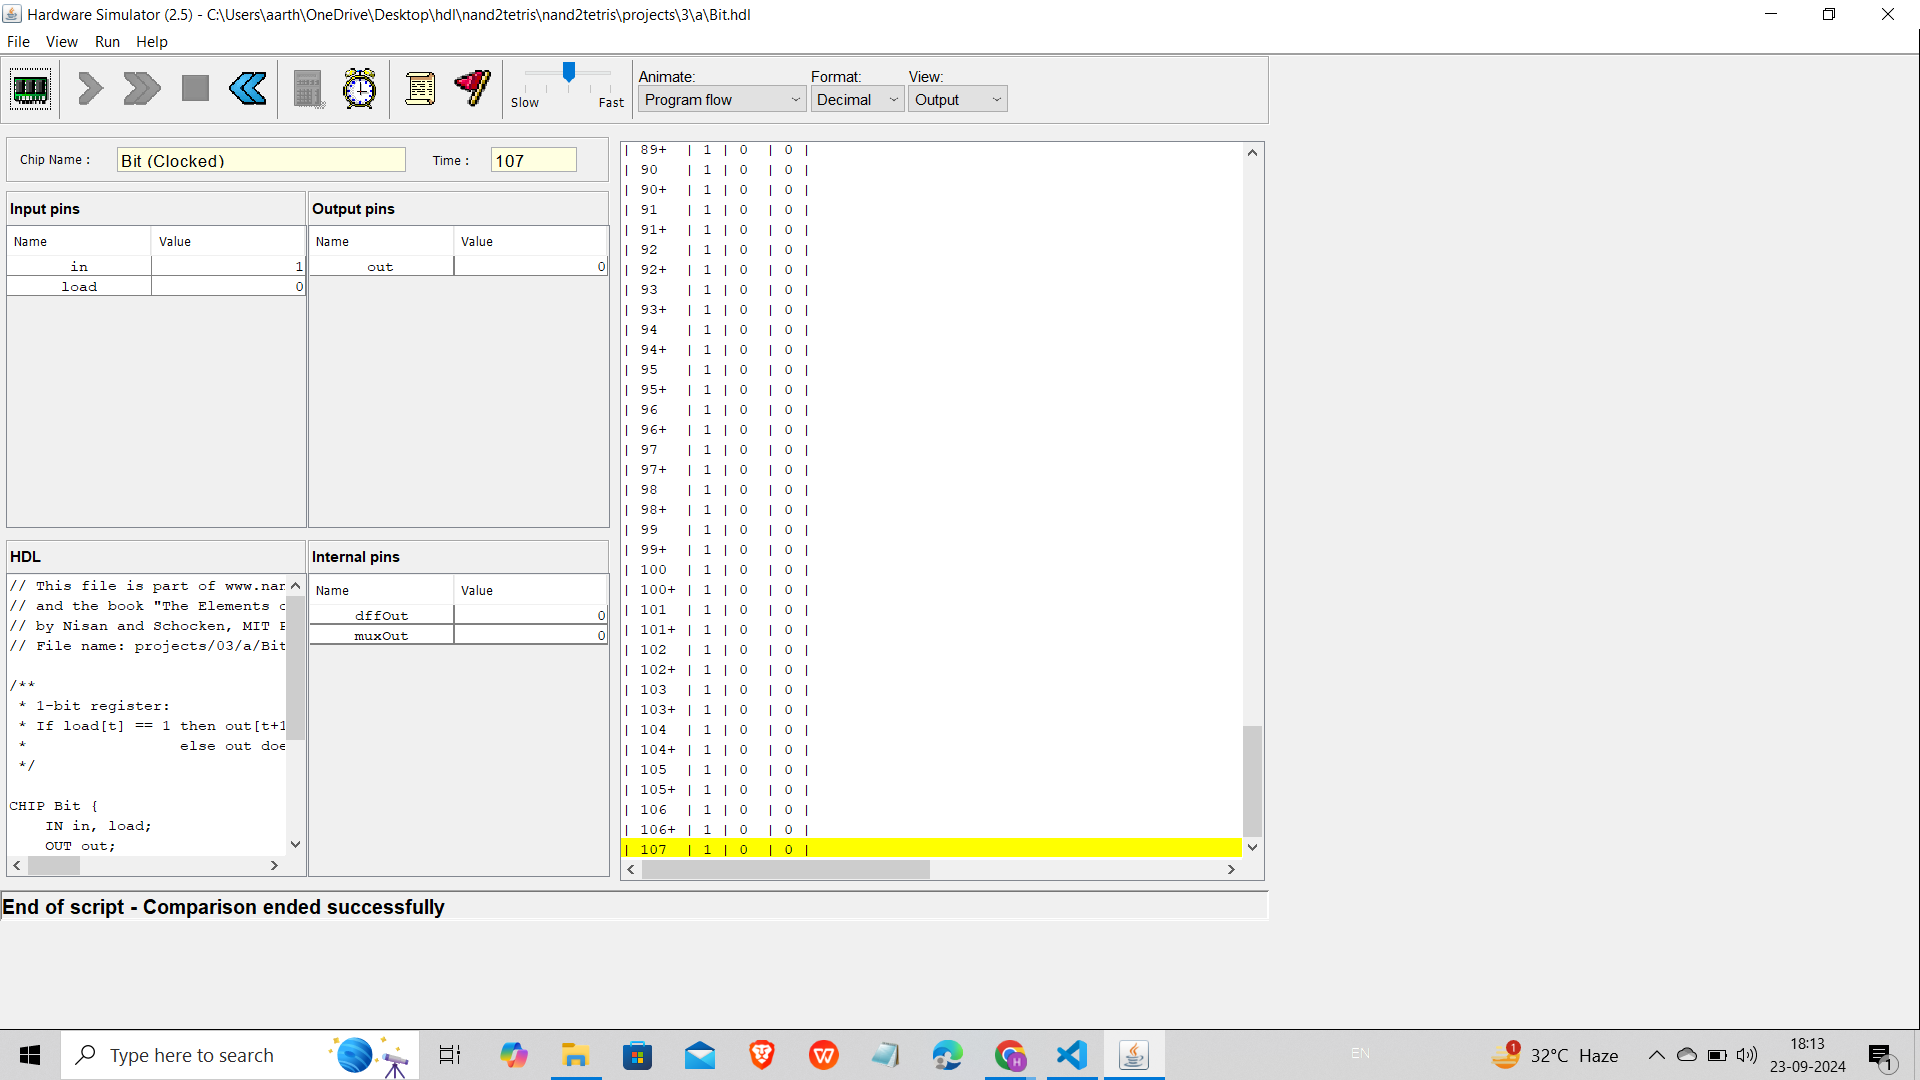 Hardware Simulator (2.5) - C:\Users\aarth\OneDrive\Desktop\hdl\nand2tetris\nand2tetris\projects\3\a\Bit.hdl
File View Run Help
Slow Fast
Animate: Format: View:
Program flow Decimal Output
Chip Name : Bit (Clocked) Time : 107
Input pins Output pins
Name Value Name Value
in 1 out 0
load 0
HDL Internal pins
Name Value
dffOut 0
muxOut 0
// This file is part of www.nan
// and the book "The Elements o
// by Nisan and Schocken, MIT P
// File name: projects/03/a/Bit
/**
* 1-bit register:
* If load[t] == 1 then out[t+1
* else out doe
*/
CHIP Bit {
IN in, load;
OUT out;
| 89+ | 1 | 0 | 0 |
| 90 | 1 | 0 | 0 |
| 90+ | 1 | 0 | 0 |
| 91 | 1 | 0 | 0 |
| 91+ | 1 | 0 | 0 |
| 92 | 1 | 0 | 0 |
| 92+ | 1 | 0 | 0 |
| 93 | 1 | 0 | 0 |
| 93+ | 1 | 0 | 0 |
| 94 | 1 | 0 | 0 |
| 94+ | 1 | 0 | 0 |
| 95 | 1 | 0 | 0 |
| 95+ | 1 | 0 | 0 |
| 96 | 1 | 0 | 0 |
| 96+ | 1 | 0 | 0 |
| 97 | 1 | 0 | 0 |
| 97+ | 1 | 0 | 0 |
| 98 | 1 | 0 | 0 |
| 98+ | 1 | 0 | 0 |
| 99 | 1 | 0 | 0 |
| 99+ | 1 | 0 | 0 |
| 100 | 1 | 0 | 0 |
| 100+ | 1 | 0 | 0 |
| 101 | 1 | 0 | 0 |
| 101+ | 1 | 0 | 0 |
| 102 | 1 | 0 | 0 |
| 102+ | 1 | 0 | 0 |
| 103 | 1 | 0 | 0 |
| 103+ | 1 | 0 | 0 |
| 104 | 1 | 0 | 0 |
| 104+ | 1 | 0 | 0 |
| 105 | 1 | 0 | 0 |
| 105+ | 1 | 0 | 0 |
| 106 | 1 | 0 | 0 |
| 106+ | 1 | 0 | 0 |
| 107 | 1 | 0 | 0 |
End of script - Comparison ended successfully
Type here to search
H
W
EN
1
32°C Haze
18:13
23-09-2024
1